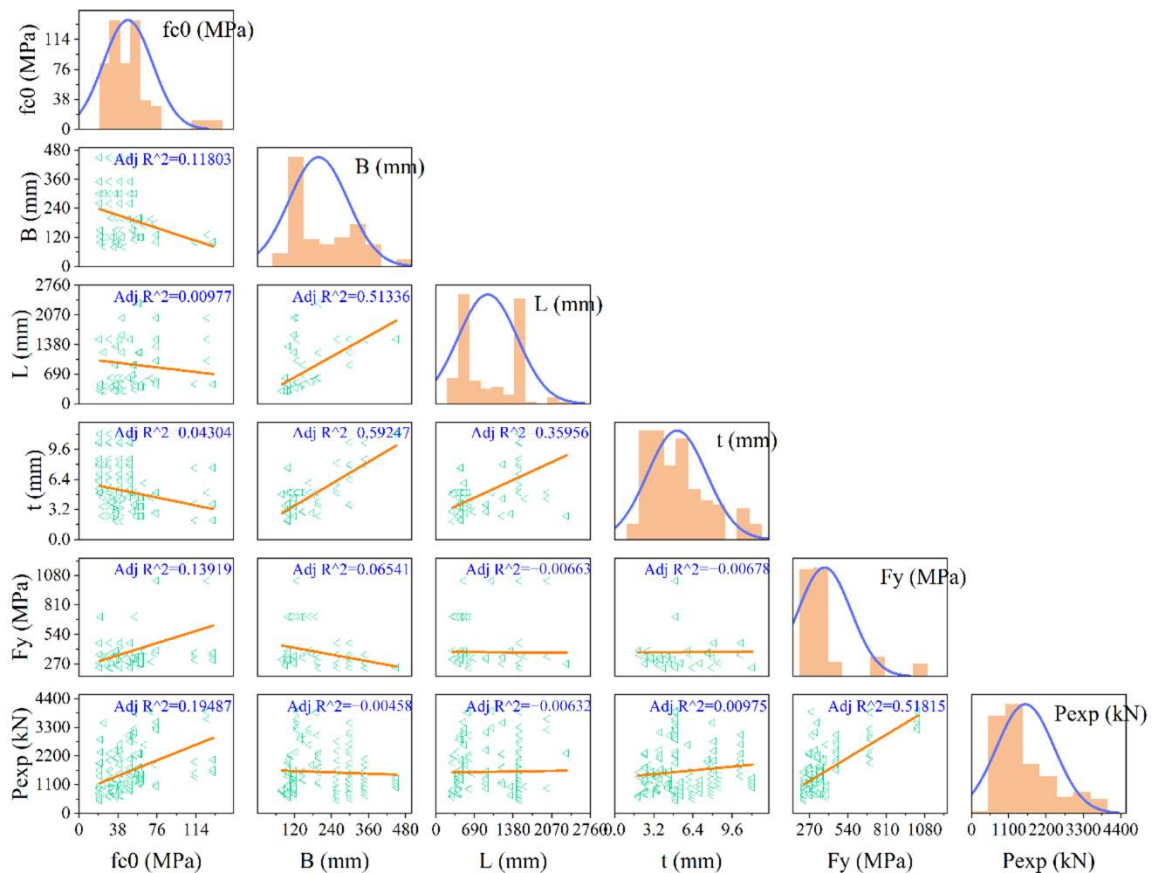 fc0 (MPa)
114
76
38
0
fc0 (MPa)
B (mm)
480
360
240
120
0
Adj R^2=0.11803
B (mm)
L (mm)
2760
2070
1380
690
0
Adj R^2=0.00977
Adj R^2=0.51336
L (mm)
t (mm)
9.6
6.4
3.2
0.0
Adj R^2 0.04304
Adj R^2 0.59247
Adj R^2 0.35956
t (mm)
Fy (MPa)
1080
810
540
270
Adj R^2=0.13919
Adj R^2=0.06541
Adj R^2=−0.00663
Adj R^2=−0.00678
Fy (MPa)
Pexp (kN)
4400
3300
2200
1100
0
Adj R^2=0.19487
Adj R^2=−0.00458
Adj R^2=−0.00632
Adj R^2=0.00975
Adj R^2=0.51815
Pexp (kN)
0 38 76 114
120 240 360 480
0 690 1380 2070 2760
0.0 3.2 6.4 9.6
270 540 810 1080
0 1100 2200 3300 4400
fc0 (MPa) B (mm) L (mm) t (mm) Fy (MPa) Pexp (kN)